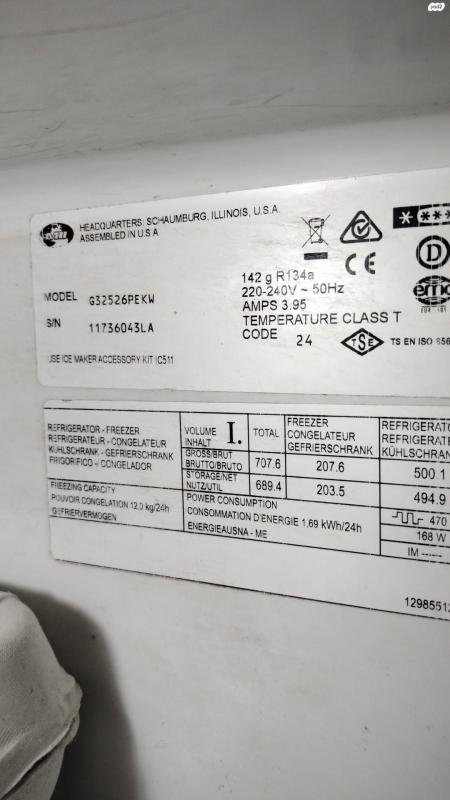 yad2
HEADQUARTERS: SCHAUMBURG, ILLINOIS, U.S.A.
ASSEMBLED IN U.S.A
MODEL G32526PEKW
S/N 11736043LA
USE ICE MAKER ACCESSORY KIT IC511
142 g R134a
220-240V ~ 50Hz
AMPS 3.95
TEMPERATURE CLASS T
CODE 24
CE
D
TSE
TS EN ISO
REFRIGERATOR - FREEZER
REFRIGERATEUR - CONGELATEUR
KUHLSCHRANK - GEFRIERSCHRANK
FRIGORIFICO - CONGELADOR
FREEZING CAPACITY
POUVOIR CONGELATION 12,0 kg/24h
GEFRIERVERMOGEN
VOLUME
INHALT I.
TOTAL
FREEZER
CONGELATEUR
GEFRIERSCHRANK
GROSS/BRUT
BRUTTO/BRUTO 707.6 207.6 500.1
STORAGE/NET
NUTZ/UTIL 689.4 203.5 494.9
POWER CONSUMPTION
CONSOMMATION D'ENERGIE 1,69 kWh/24h
ENERGIEAUSNA - ME
470
168 W
IM -----